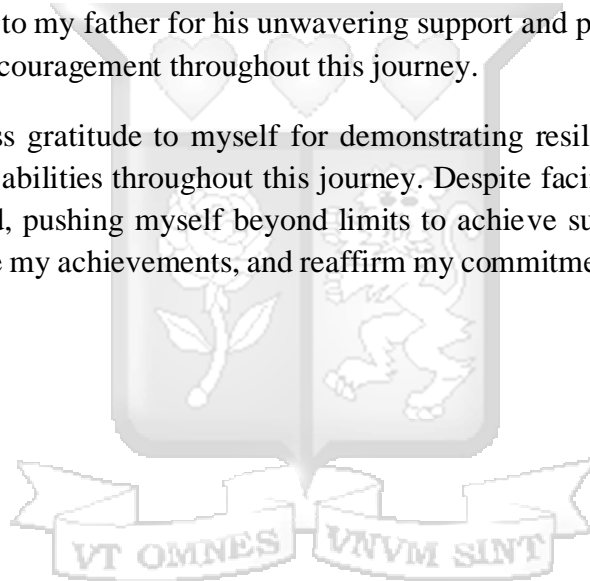 to my father for his unwavering support and p
couragement throughout this journey.
ss gratitude to myself for demonstrating resil
abilities throughout this journey. Despite facin
d, pushing myself beyond limits to achieve su
e my achievements, and reaffirm my commitme
VT OMNES VNVM SINT